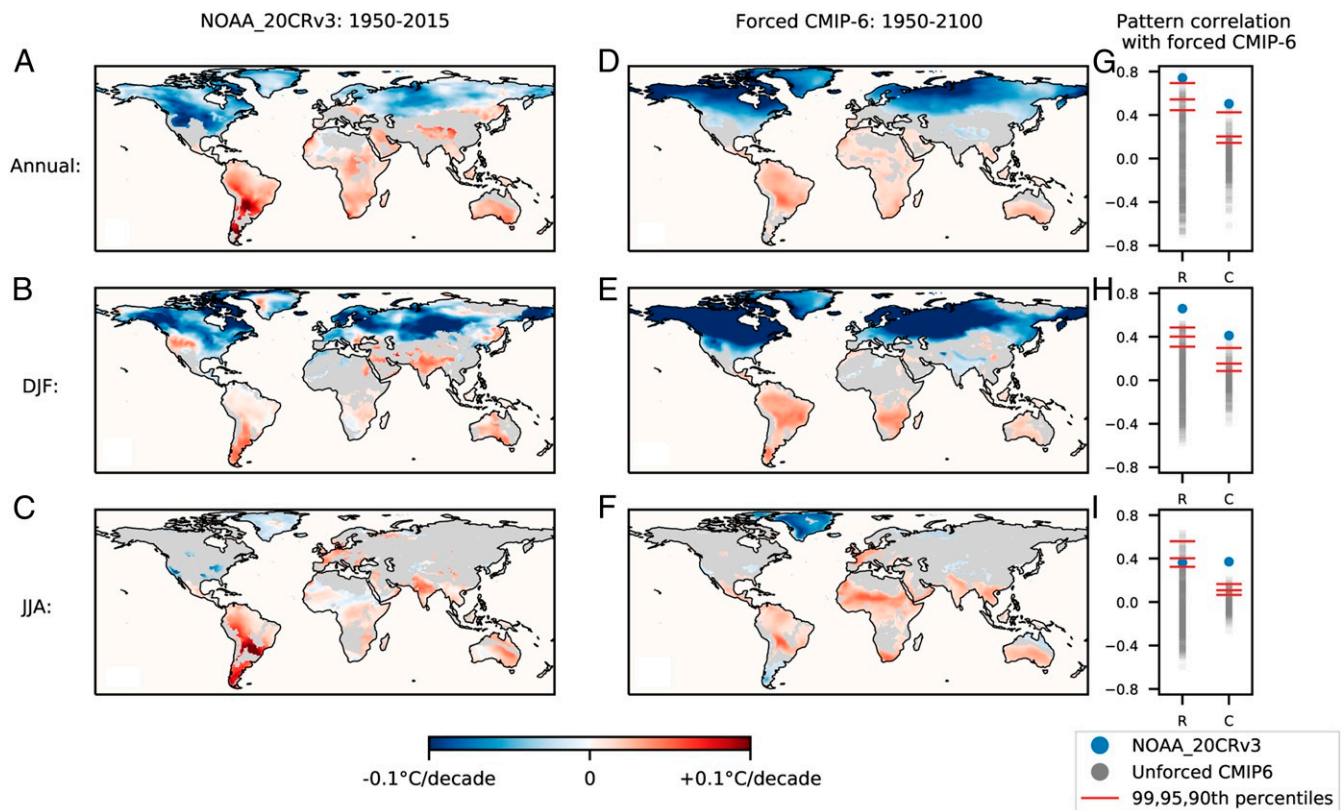 NOAA_20CRv3: 1950-2015
Forced CMIP-6: 1950-2100
Pattern correlation
with forced CMIP-6
A
D
G
0.8
0.4
0.0
−0.4
−0.8
R
C
Annual:
B
E
H
0.8
0.4
0.0
−0.4
−0.8
R
C
DJF:
C
F
I
0.8
0.4
0.0
−0.4
−0.8
R
C
JJA:
-0.1°C/decade
0
+0.1°C/decade
NOAA_20CRv3
Unforced CMIP6
99,95,90th percentiles